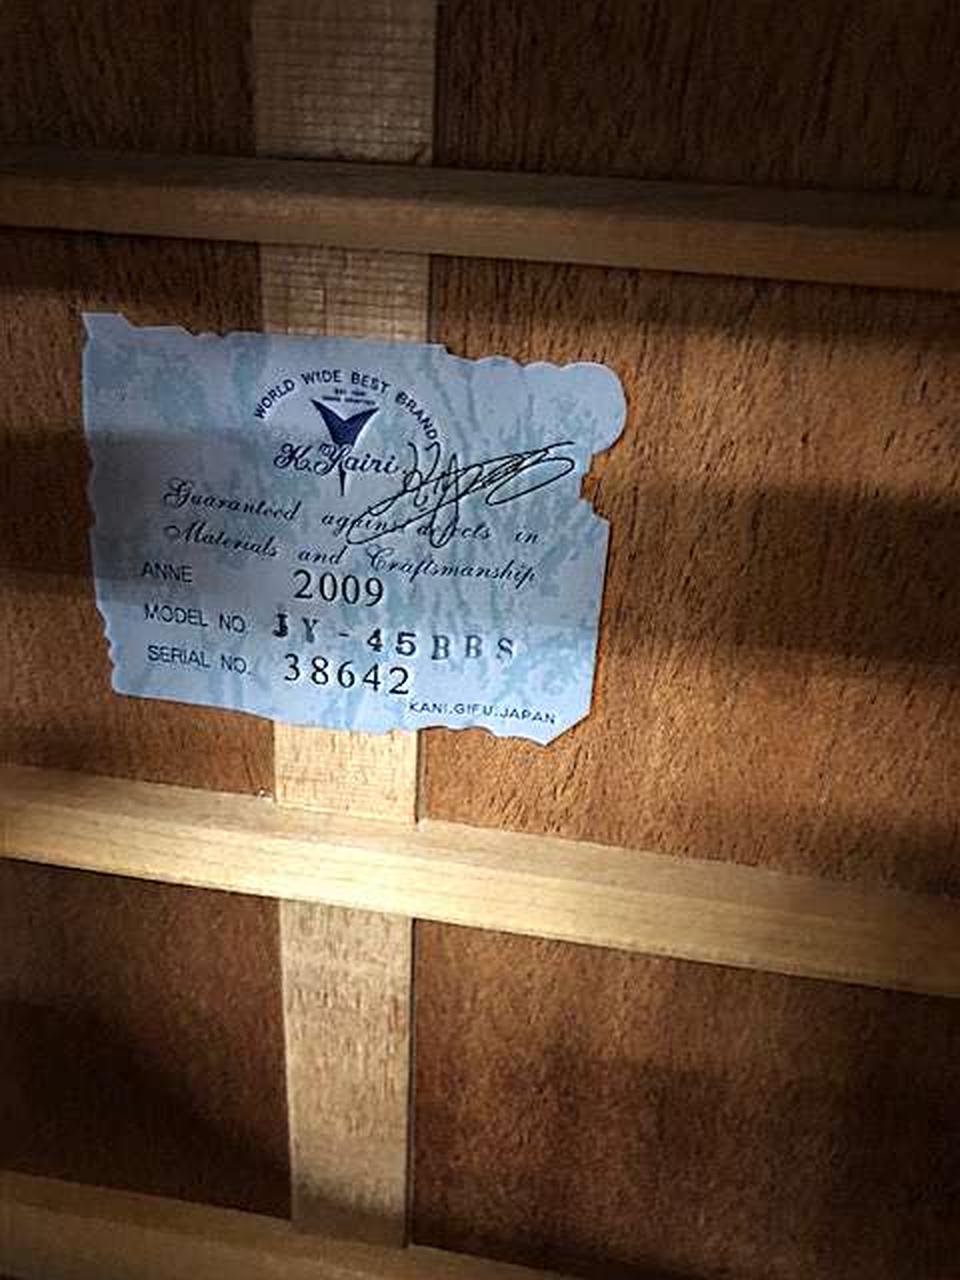 WORLD WIDE BEST BRAND
K.Yairi
Guaranteed against defects in
Materials and Craftsmanship
ANNE 2009
MODEL NO. JY-45BBS
SERIAL NO. 38642
KANI.GIFU.JAPAN